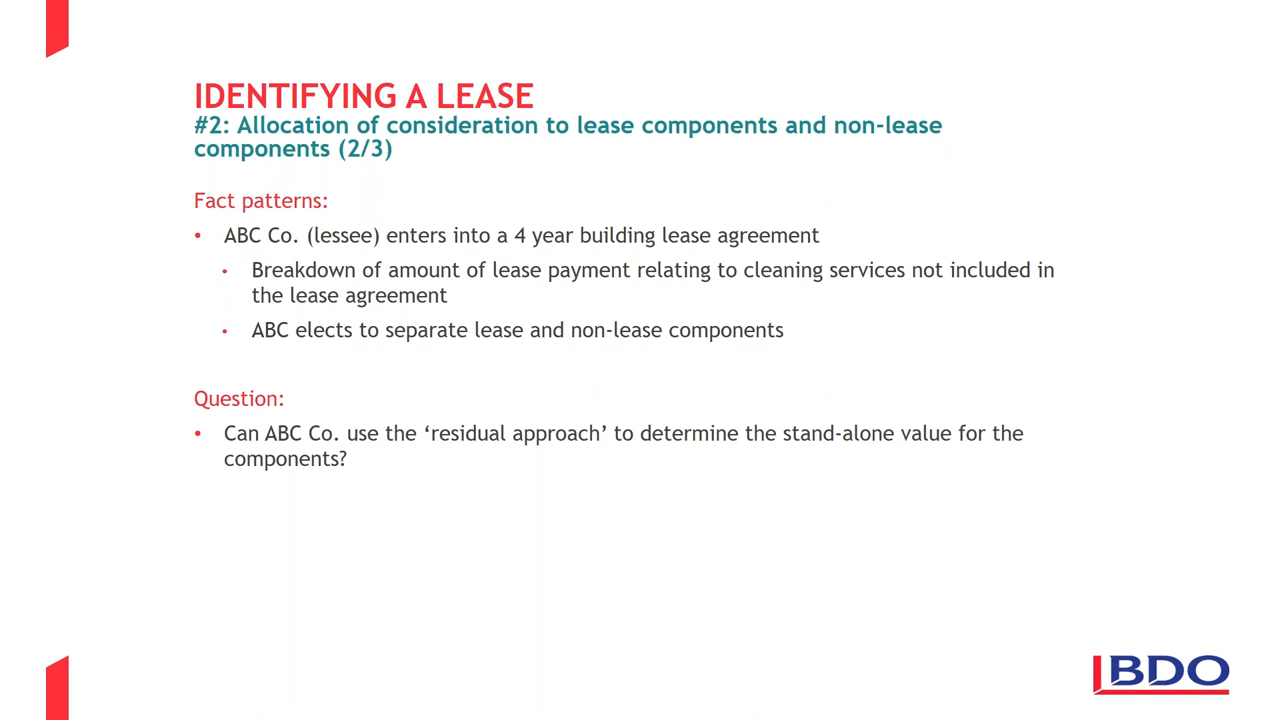 IDENTIFYING A LEASE
#2: Allocation of consideration to lease components and non-lease
components (2/3)
Fact patterns:
• ABC Co. (lessee) enters into a 4 year building lease agreement
• Breakdown of amount of lease payment relating to cleaning services not included in
the lease agreement
• ABC elects to separate lease and non-lease components
Question:
• Can ABC Co. use the ‘residual approach’ to determine the stand-alone value for the
components?
BDO